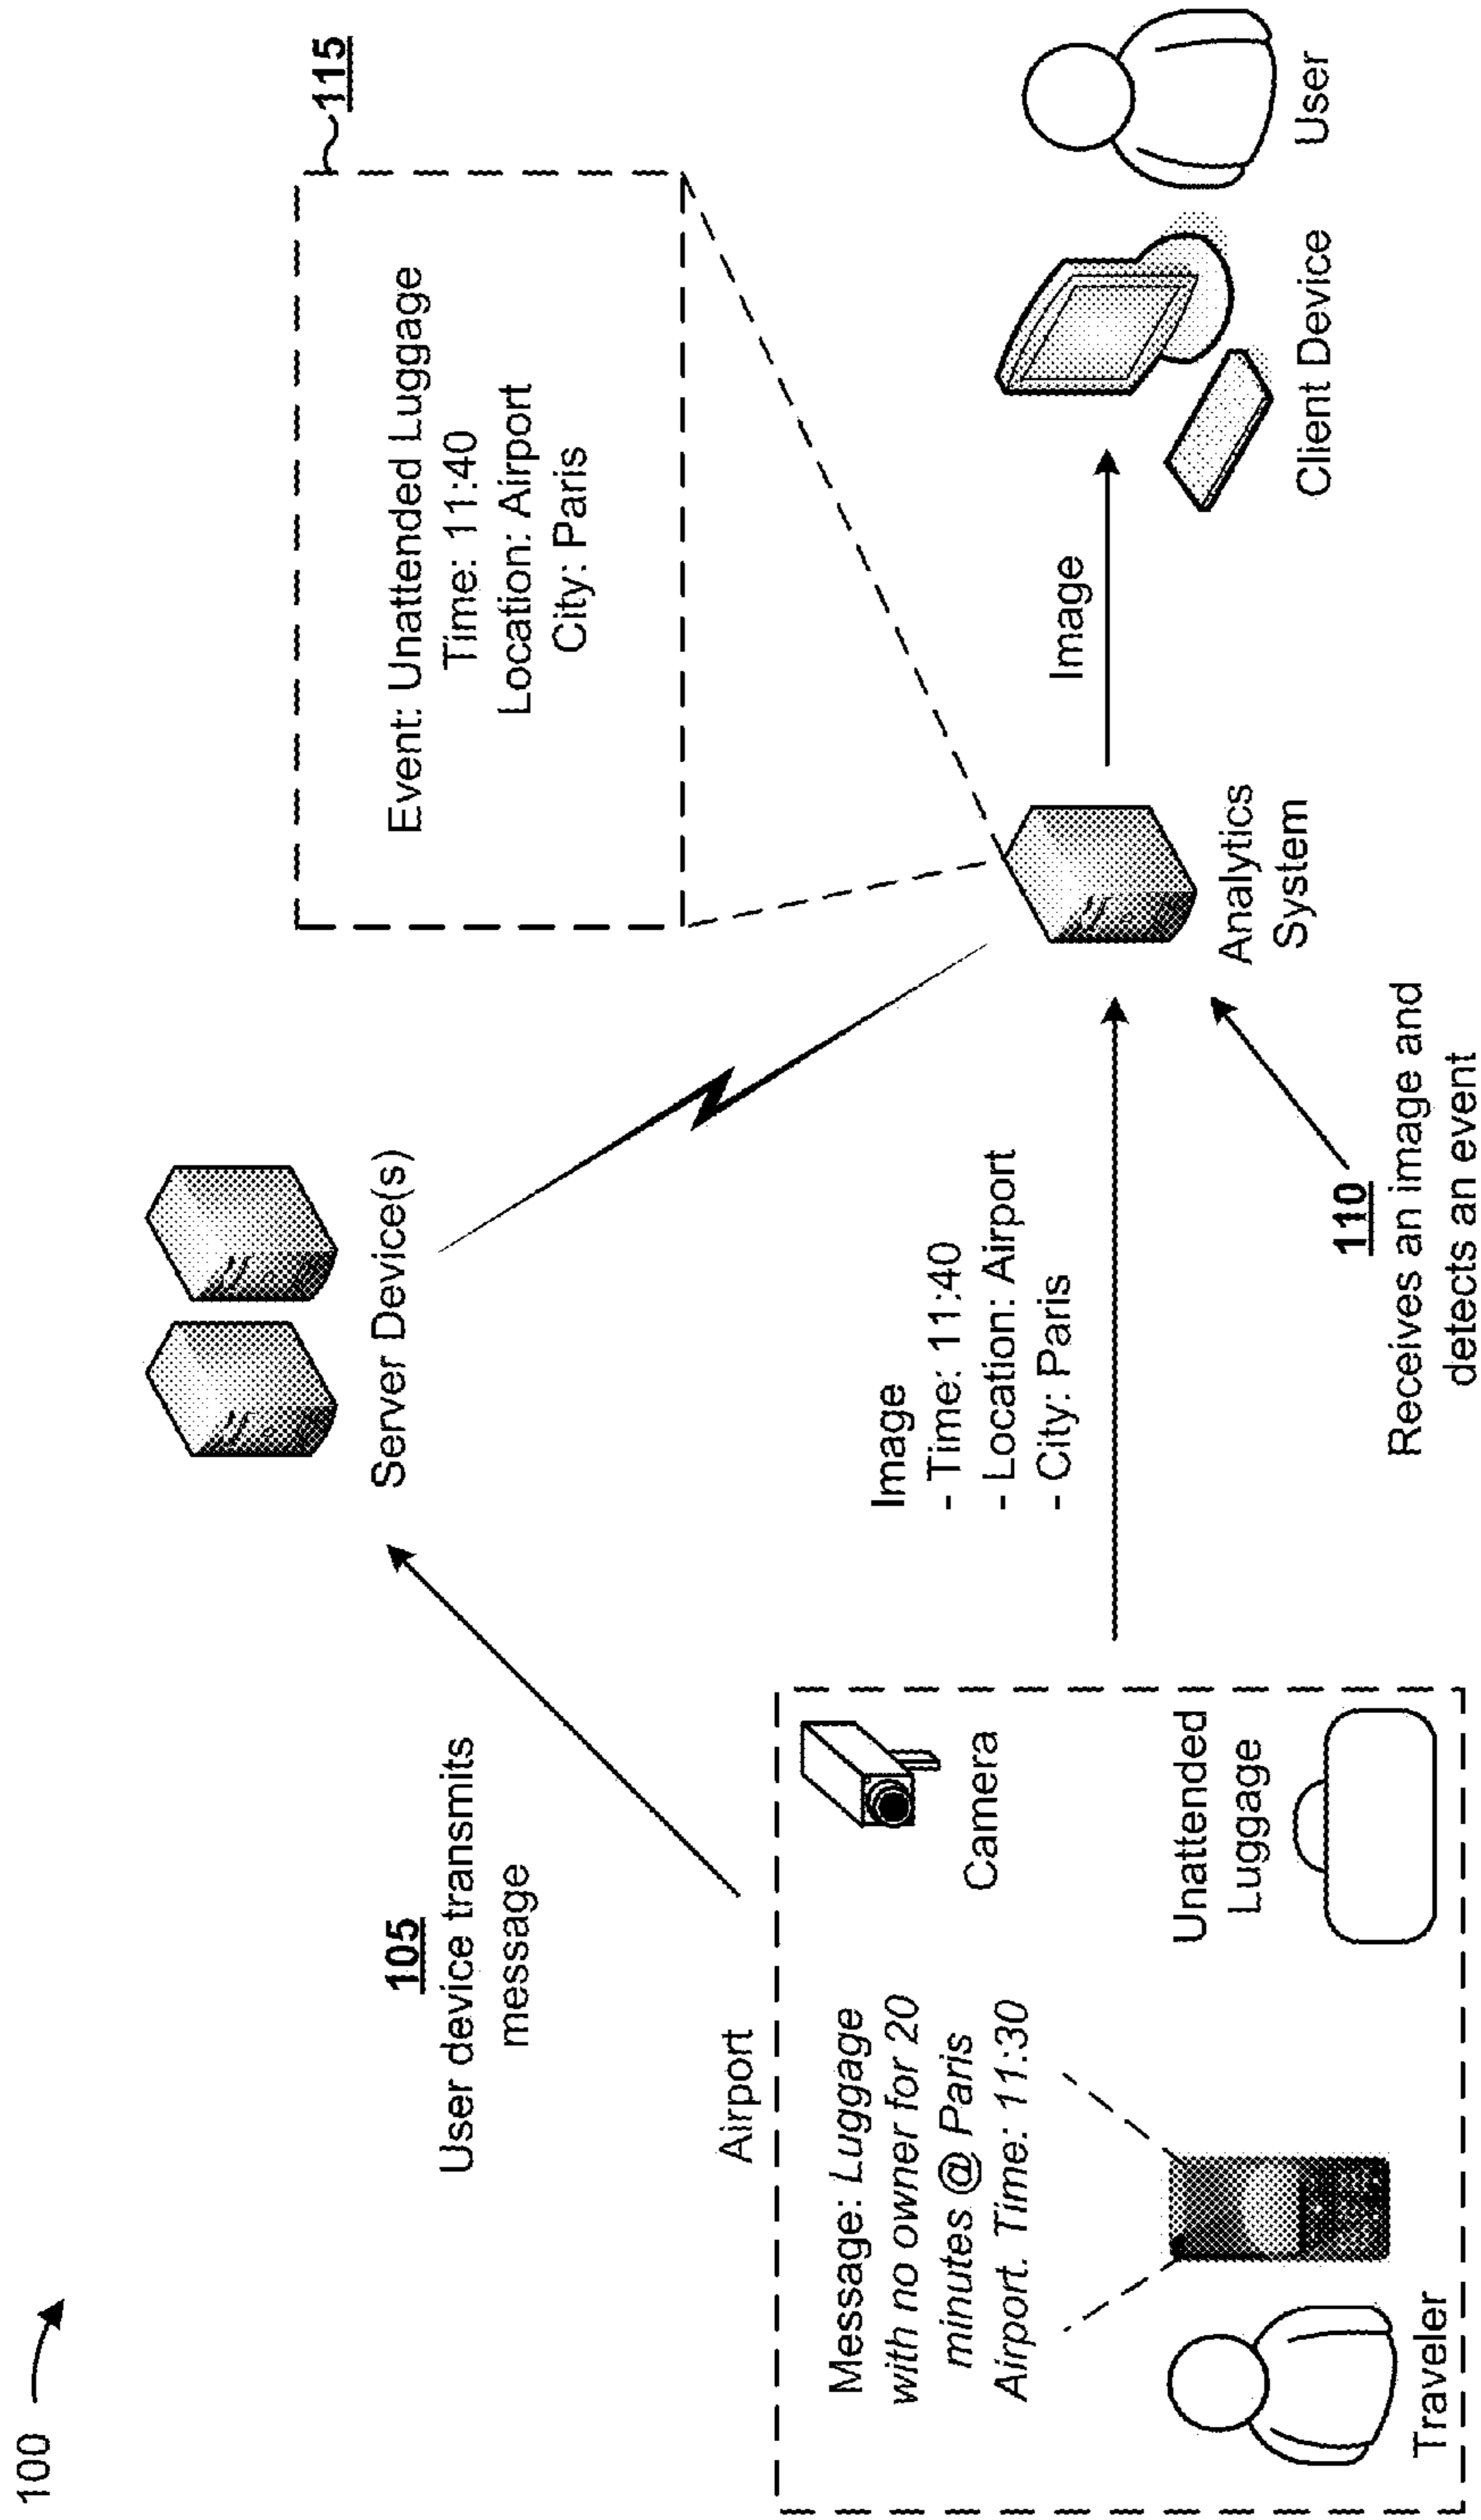 100
105
User device transmits
message
Server Device(s)
115
Event: Unattended Luggage
Time: 11:40
Location: Airport
City: Paris
Airport
Message: Luggage
with no owner for 20
minutes @ Paris
Airport. Time: 11:30
Camera
Traveler
Unattended
Luggage
Image
- Time: 11:40
- Location: Airport
- City: Paris
110
Receives an image and
detects an event
Analytics
System
Image
Client Device
User